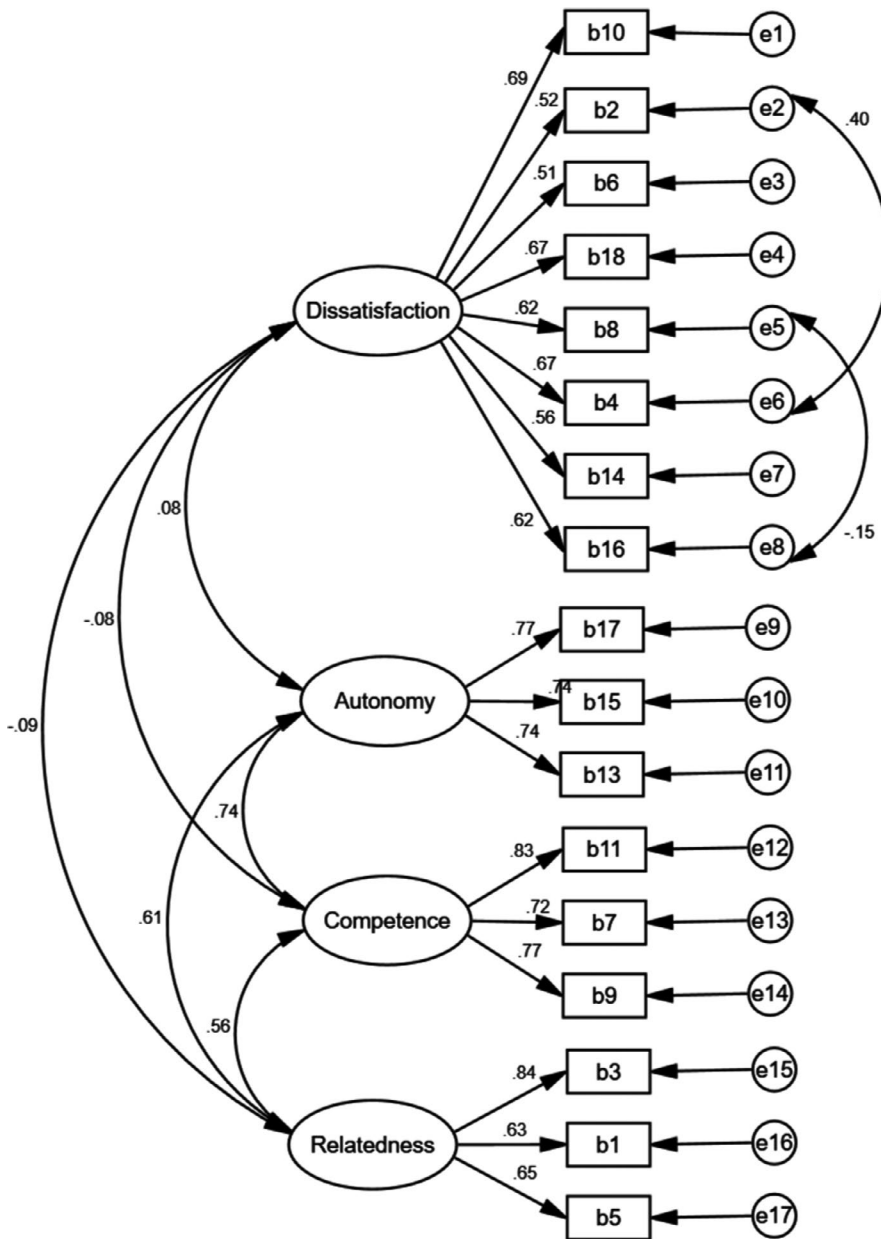 b10
e1
.69
.52
b2
e2
.40
.51
b6
e3
.67
b18
e4
Dissatisfaction
.62
b8
e5
.67
b4
e6
.56
b14
e7
.08
.62
b16
e8
-.15
-.08
.77
b17
e9
-.09
Autonomy
.74
b15
e10
.74
b13
e11
.74
.83
b11
e12
.61
Competence
.72
b7
e13
.77
b9
e14
.56
.84
b3
e15
Relatedness
.63
b1
e16
.65
b5
e17